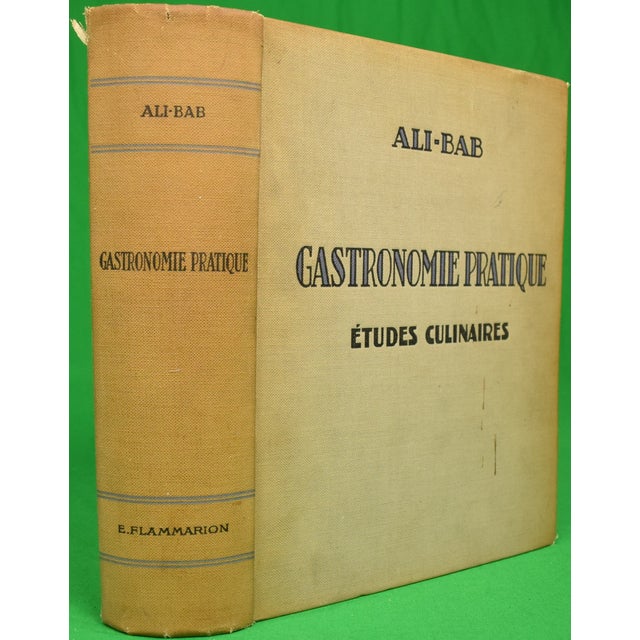 ALI-BAB
GASTRONOMIE PRATIQUE
E. FLAMMARION
ALI-BAB
GASTRONOMIE PRATIQUE
ÉTUDES CULINAIRES